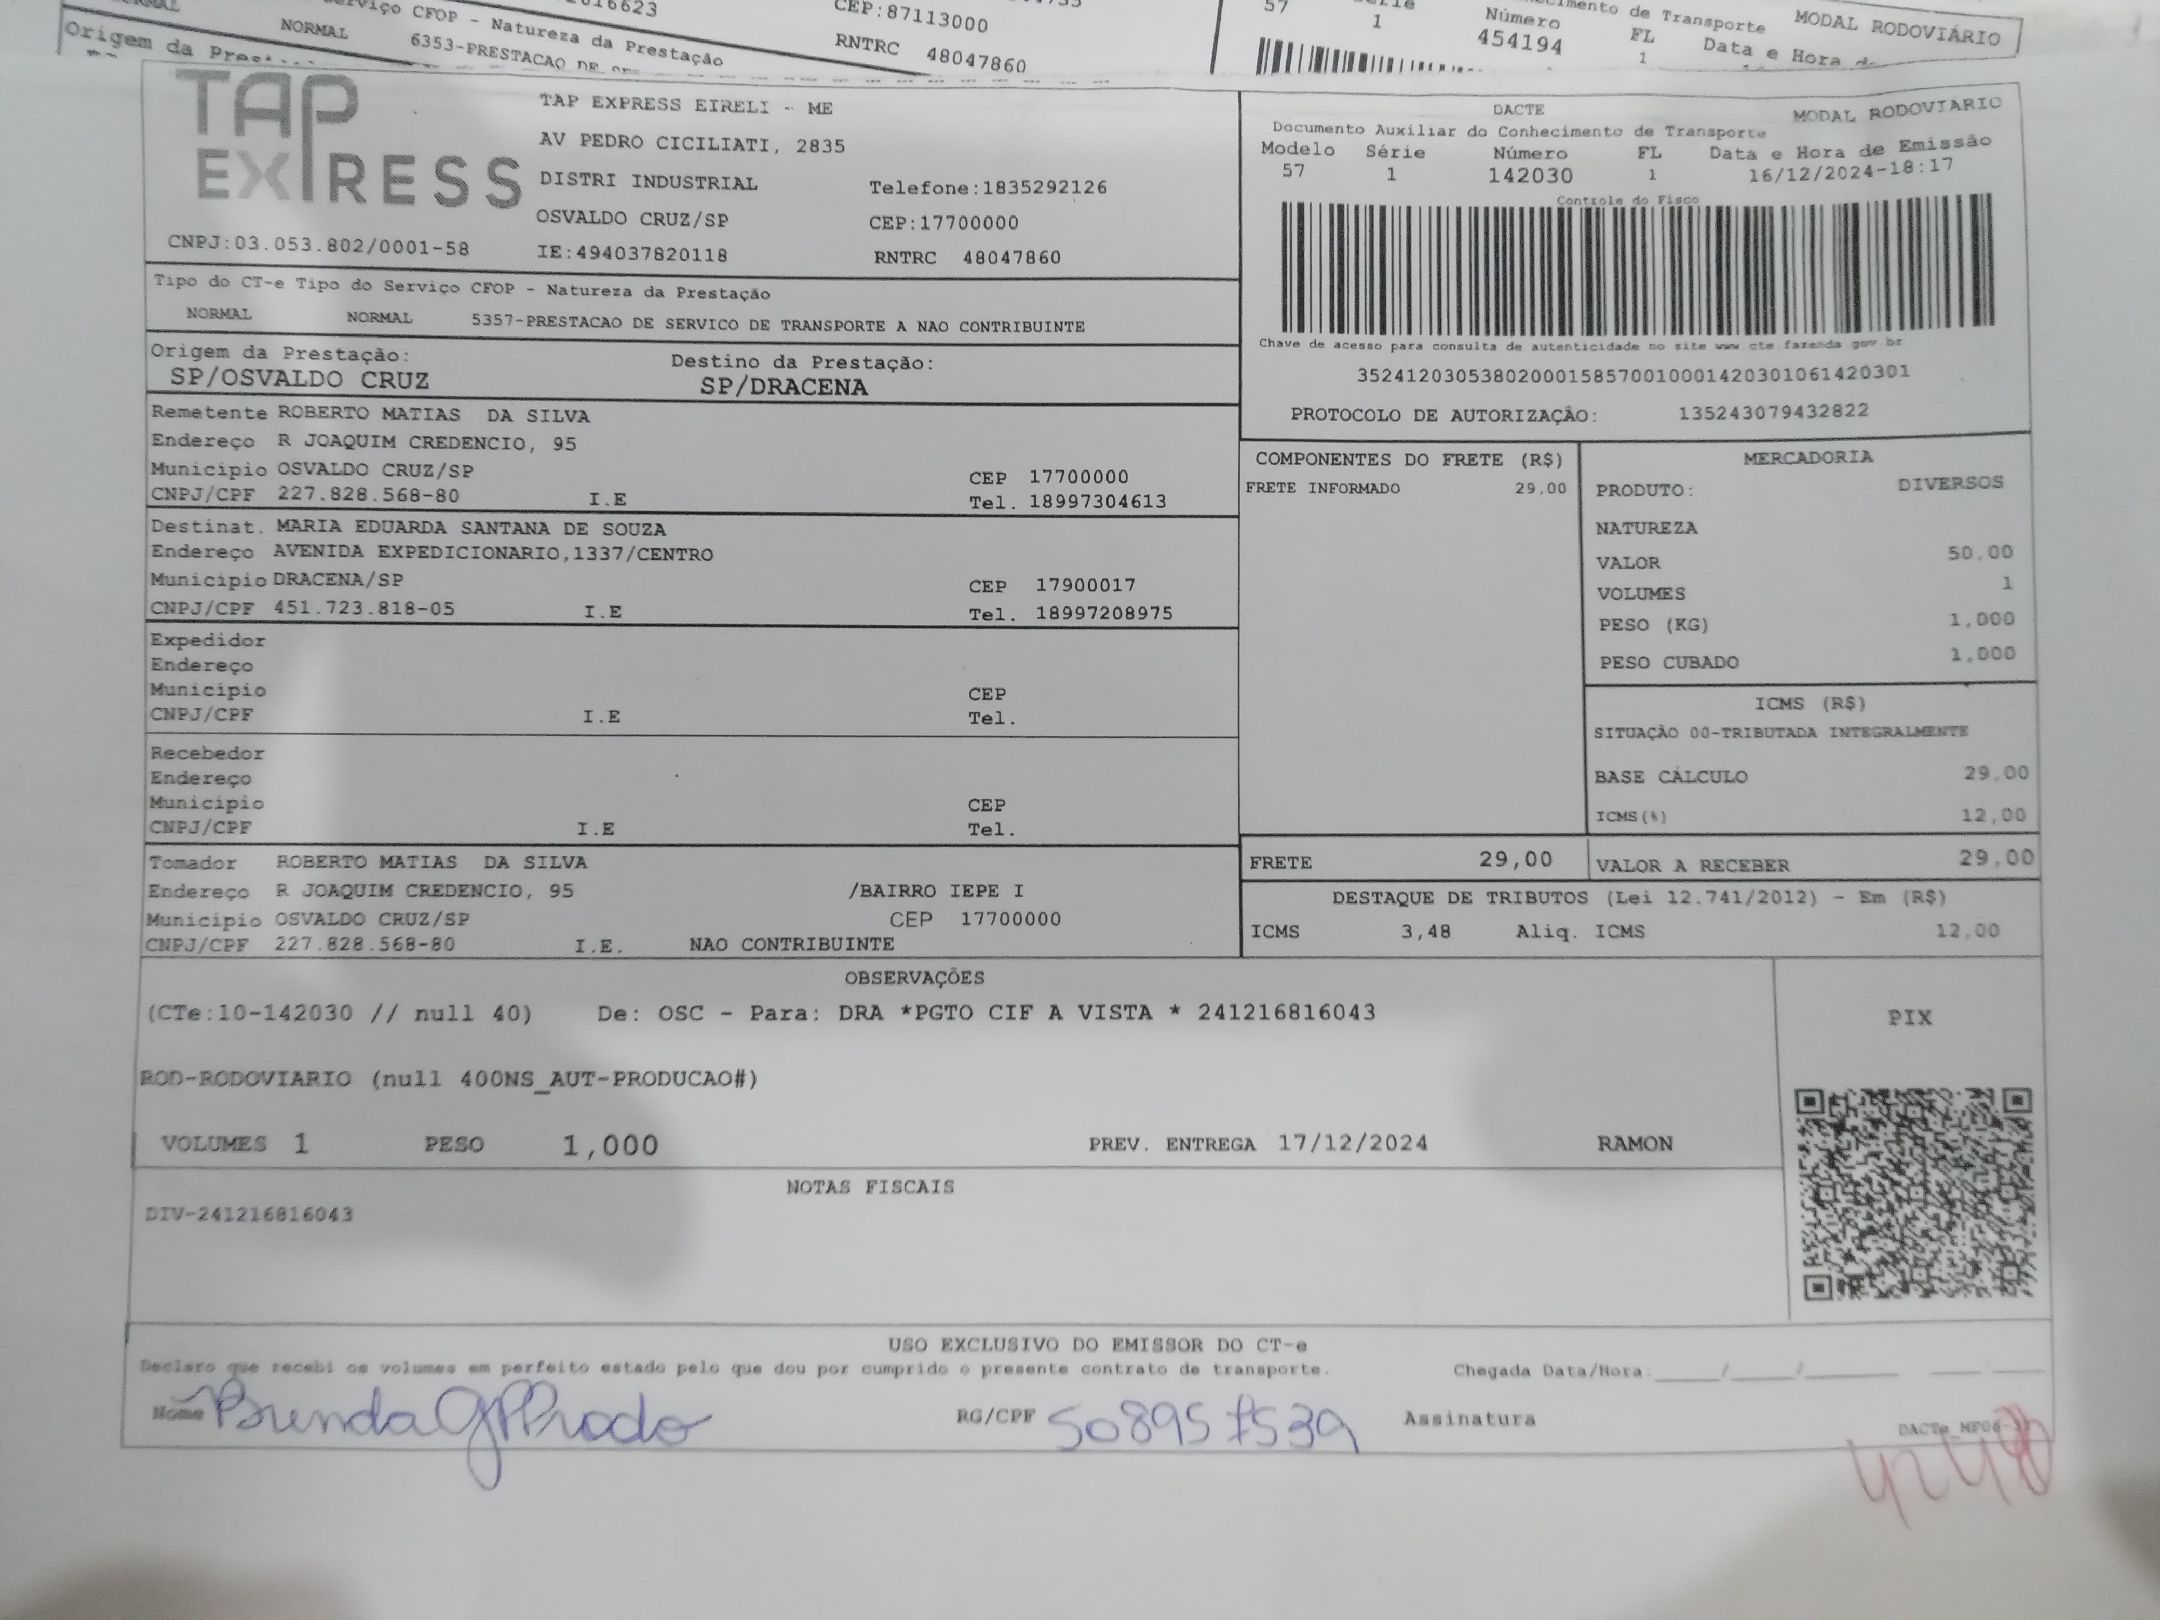 16623
CEP:87113000
57
1
Número
454194
FL
1
Data e Hora
de Transporte
MODAL RODOVIÁRIO
CFOP - Natureza da Prestação
NORMAL
6353-PRESTACAO DE
RNTRC 48047860
Origem da
TAP EXPRESS
TAP EXPRESS EIRELI - ME
AV PEDRO CICILIATI, 2835
DISTRI INDUSTRIAL Telefone:1835292126
OSVALDO CRUZ/SP CEP:17700000
CNPJ:03.053.802/0001-58 IE:494037820118 RNTRC 48047860
DACTE MODAL RODOVIARIO
Documento Auxiliar do Conhecimento de Transporte
Modelo Série Número FL Data e Hora de Emissão
57 1 142030 1 16/12/2024-18:17
Controle do Fisco
Chave de acesso para consulta de autenticidade no site www.cte.fazenda.gov.br
35241203053802000158570010001420301061420301
PROTOCOLO DE AUTORIZAÇÃO: 135243079432822
Tipo do CT-e Tipo do Serviço CFOP - Natureza da Prestação
NORMAL NORMAL 5357-PRESTACAO DE SERVICO DE TRANSPORTE A NAO CONTRIBUINTE
Origem da Prestação: Destino da Prestação:
SP/OSVALDO CRUZ SP/DRACENA
Remetente ROBERTO MATIAS DA SILVA
Endereço R JOAQUIM CREDENCIO, 95
Municipio OSVALDO CRUZ/SP CEP 17700000
CNPJ/CPF 227.828.568-80 I.E Tel. 18997304613
Destinat. MARIA EDUARDA SANTANA DE SOUZA
Endereço AVENIDA EXPEDICIONARIO,1337/CENTRO
Municipio DRACENA/SP CEP 17900017
CNPJ/CPF 451.723.818-05 I.E Tel. 18997208975
Expedidor
Endereço
Municipio CEP
CNPJ/CPF I.E Tel.
Recebedor
Endereço
Municipio CEP
CNPJ/CPF I.E Tel.
Tomador ROBERTO MATIAS DA SILVA
Endereço R JOAQUIM CREDENCIO, 95 /BAIRRO IEPE I
Municipio OSVALDO CRUZ/SP CEP 17700000
CNPJ/CPF 227.828.568-80 I.E. NAO CONTRIBUINTE
COMPONENTES DO FRETE (R$)
FRETE INFORMADO 29,00
MERCADORIA
PRODUTO: DIVERSOS
NATUREZA
VALOR 50,00
VOLUMES 1
PESO (KG) 1,000
PESO CUBADO 1,000
ICMS (R$)
SITUAÇÃO 00-TRIBUTADA INTEGRALMENTE
BASE CÁLCULO 29,00
ICMS(%) 12,00
FRETE 29,00 VALOR A RECEBER 29,00
DESTAQUE DE TRIBUTOS (Lei 12.741/2012) - Em (R$)
ICMS 3,48 Aliq. ICMS 12,00
OBSERVAÇÕES
(CTe:10-142030 // null 40) De: OSC - Para: DRA *PGTO CIF A VISTA * 241216816043
ROD-RODOVIARIO (null 400NS_AUT-PRODUCAO#)
VOLUMES 1 PESO 1,000 PREV. ENTREGA 17/12/2024 RAMON
PIX
NOTAS FISCAIS
DIV-241216816043
USO EXCLUSIVO DO EMISSOR DO CT-e
Declaro que recebi os volumes em perfeito estado pelo que dou por cumprido o presente contrato de transporte. Chegada Data/Hora:_____/_____/_______
Nome Brenda G Prado RG/CPF 508957539 Assinatura